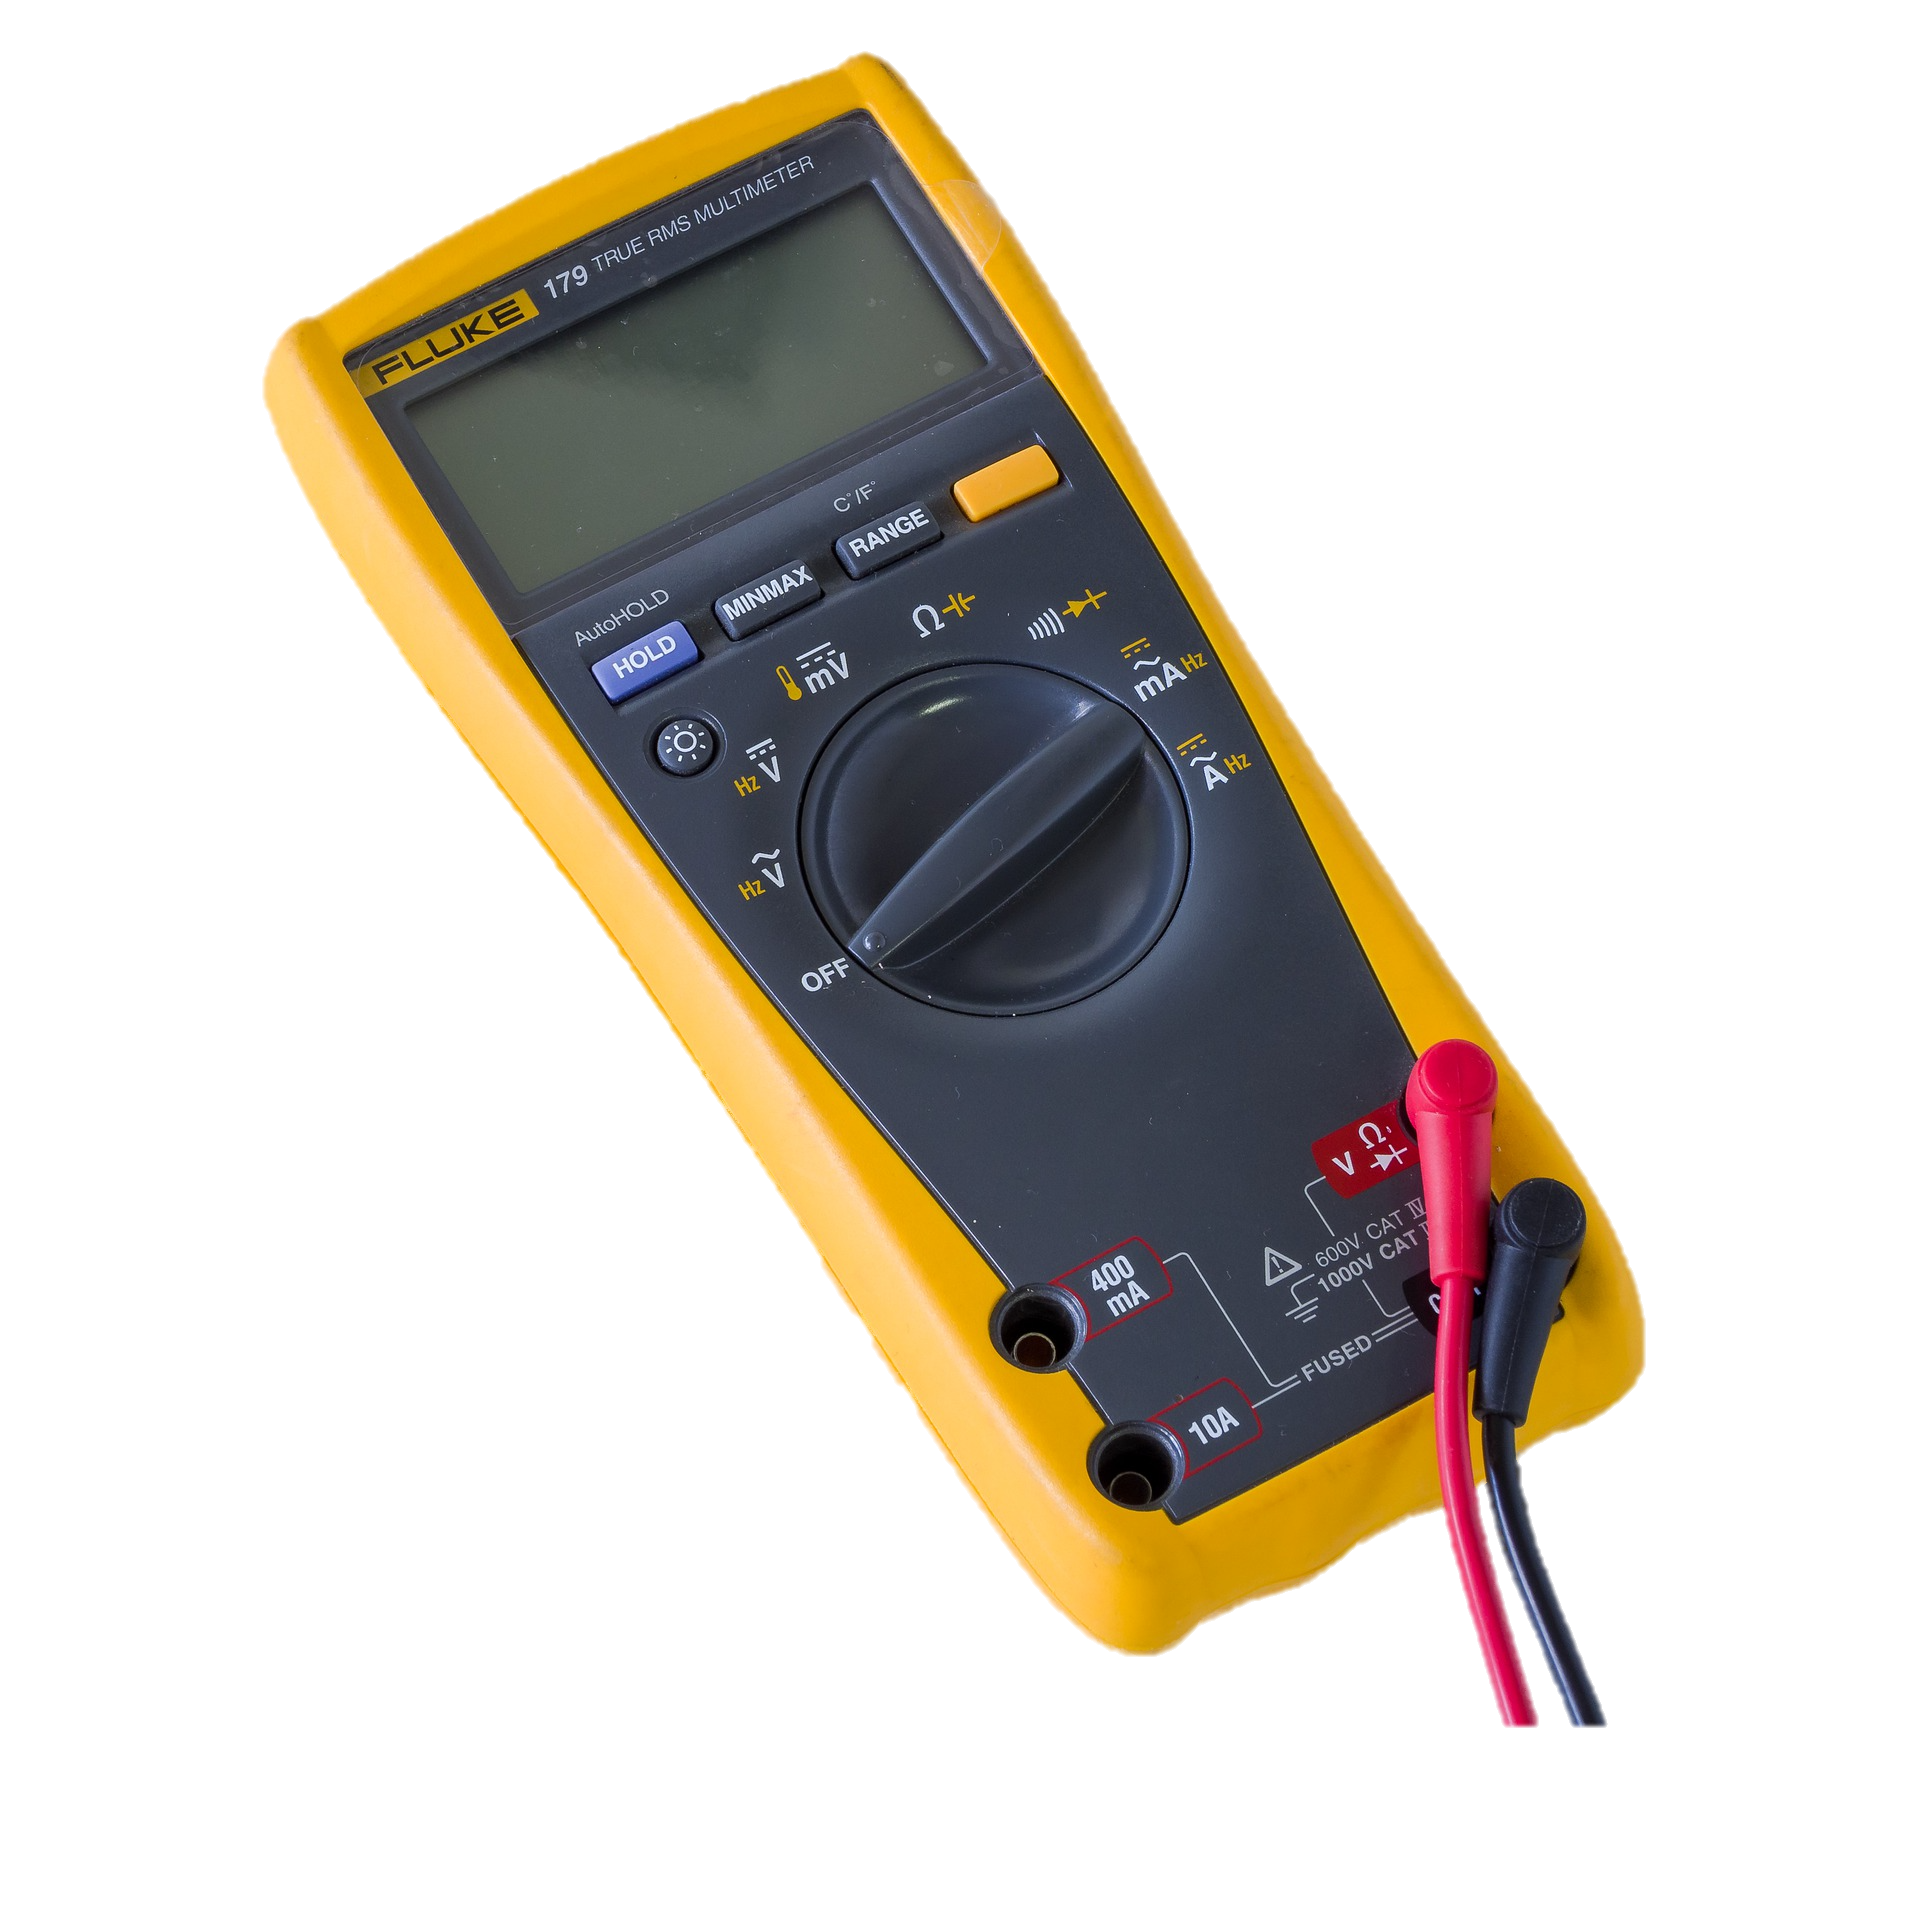 FLUKE 179 TRUE RMS MULTIMETER
C°/F°
AutoHOLD
HOLD
MINMAX
RANGE
mV
Ω
mA Hz
Hz V
A Hz
Hz V
OFF
V Ω
600V CAT IV
1000V CAT
400
mA
FUSED
10A